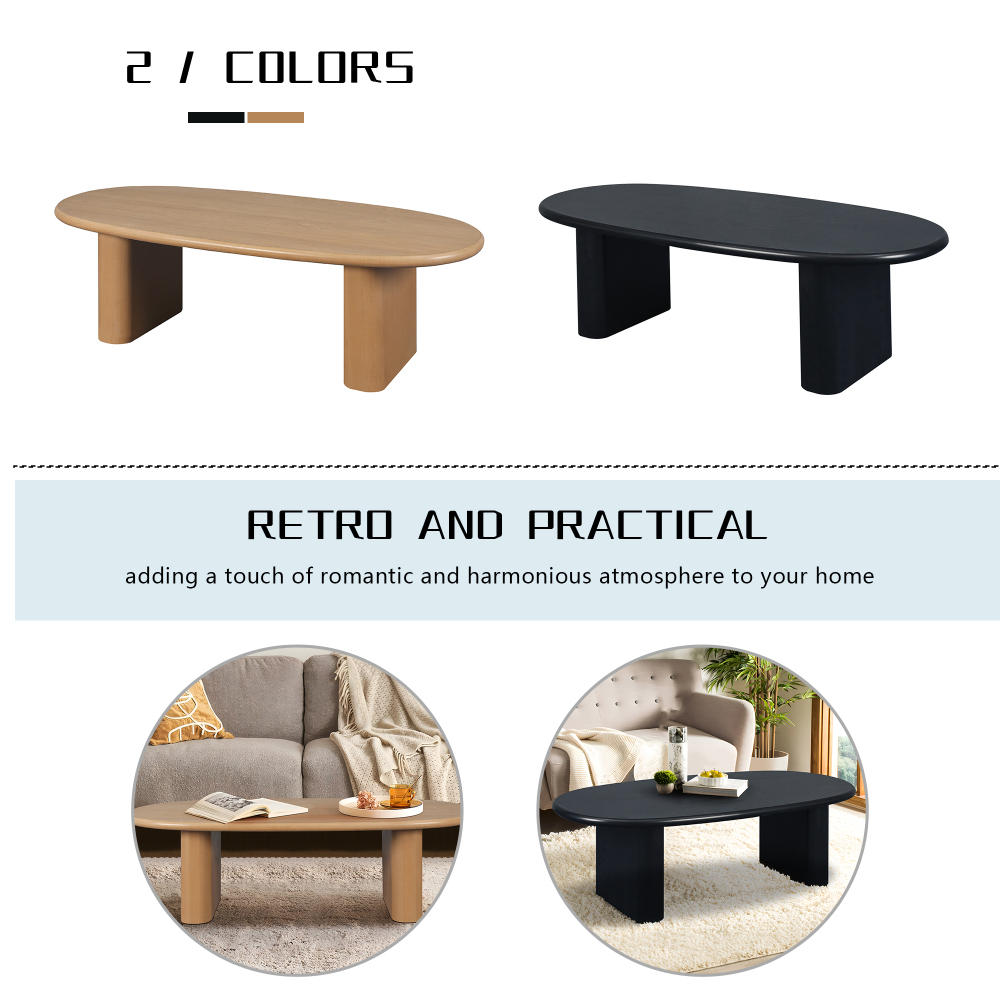 2 / COLORS
RETRO AND PRACTICAL
adding a touch of romantic and harmonious atmosphere to your home